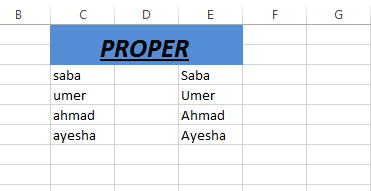 B C D E F G
PROPER
saba Saba
umer Umer
ahmad Ahmad
ayesha Ayesha